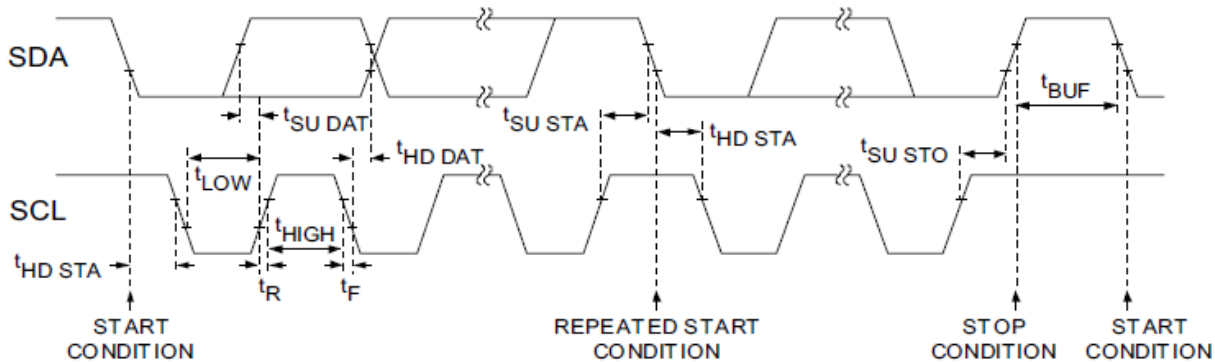 SDA
tSU DAT
tHD DAT
tSU STA
tHD STA
tSU STO
tBUF
SCL
tLOW
tHIGH
tHD STA
tR
tF
START
CONDITION
REPEATED START
CONDITION
STOP
CONDITION
START
CONDITION